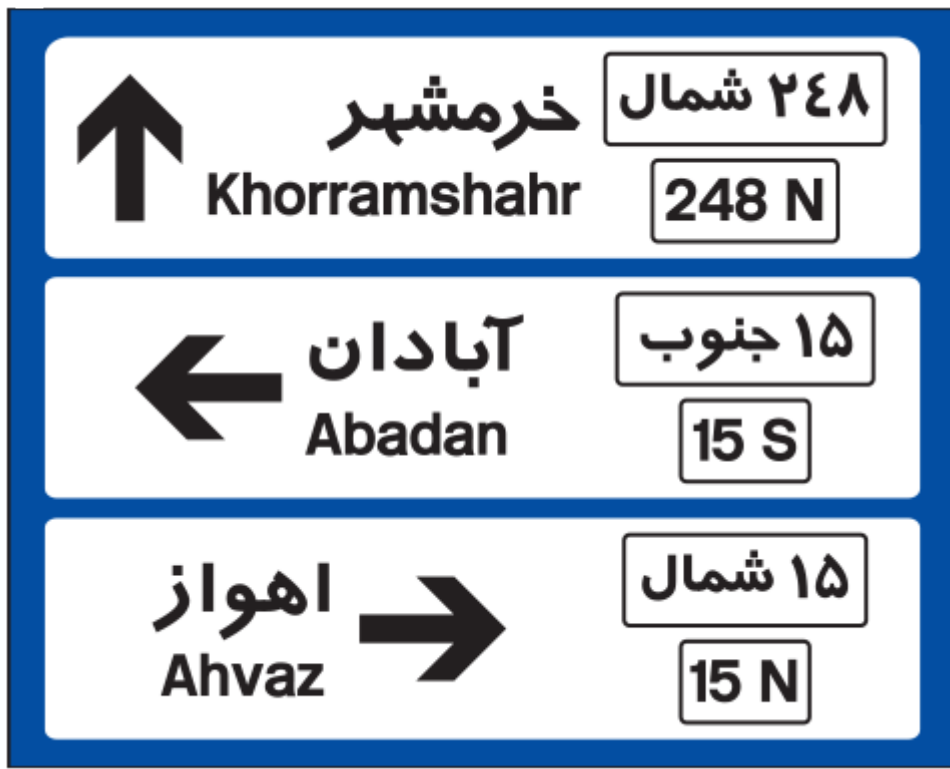 ۲۴۸ شمال
خرمشهر
Khorramshahr
248 N
۱۵ جنوب
آبادان
Abadan
15 S
۱۵ شمال
اهواز
Ahvaz
15 N